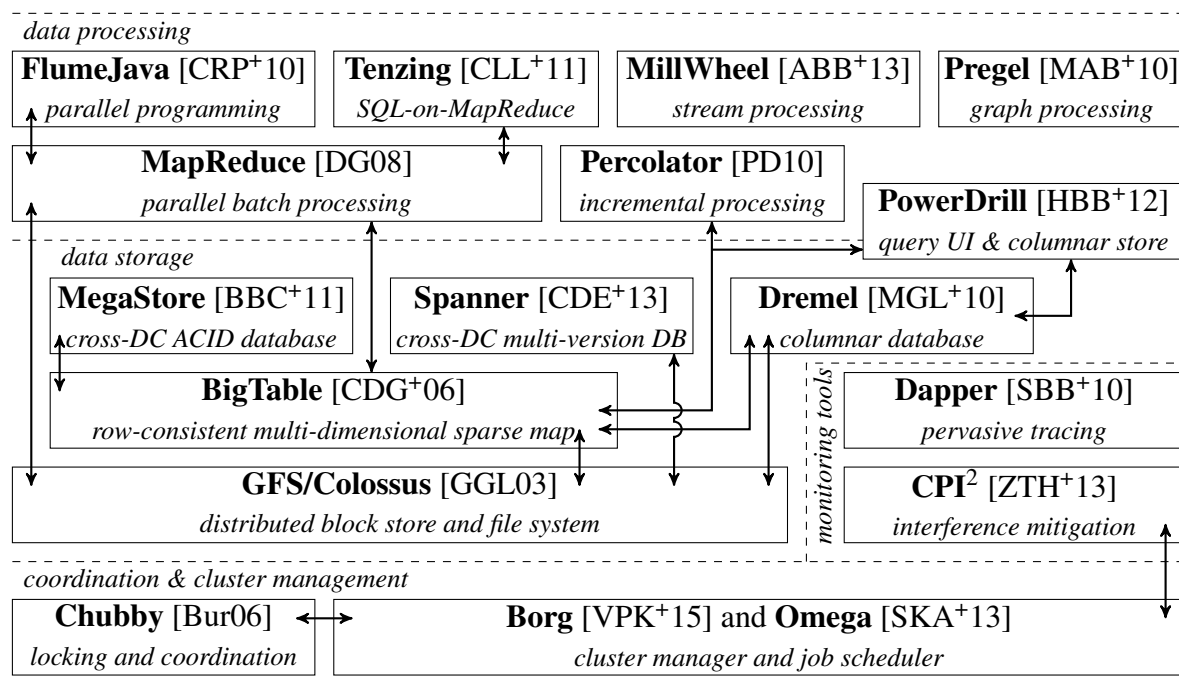 data processing
FlumeJava [CRP+10]
parallel programming
Tenzing [CLL+11]
SQL-on-MapReduce
MillWheel [ABB+13]
stream processing
Pregel [MAB+10]
graph processing
MapReduce [DG08]
parallel batch processing
Percolator [PD10]
incremental processing
PowerDrill [HBB+12]
query UI & columnar store
data storage
MegaStore [BBC+11]
cross-DC ACID database
Spanner [CDE+13]
cross-DC multi-version DB
Dremel [MGL+10]
columnar database
BigTable [CDG+06]
row-consistent multi-dimensional sparse map
GFS/Colossus [GGL03]
distributed block store and file system
monitoring tools
Dapper [SBB+10]
pervasive tracing
CPI2 [ZTH+13]
interference mitigation
coordination & cluster management
Chubby [Bur06]
locking and coordination
Borg [VPK+15] and Omega [SKA+13]
cluster manager and job scheduler